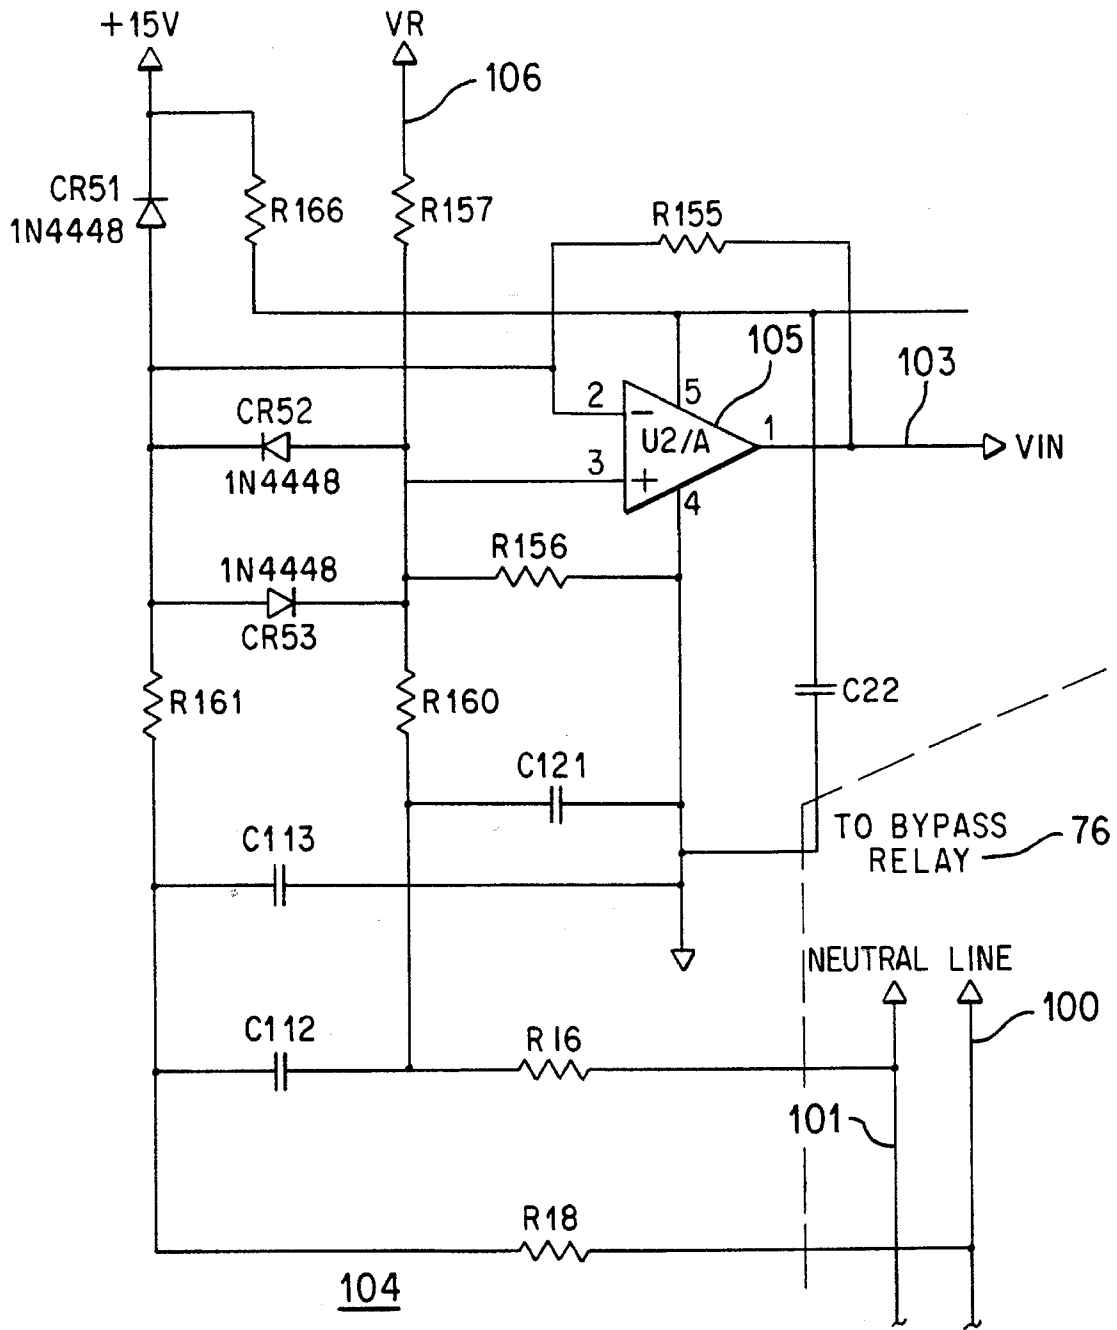 +15V
VR
106
CR51
1N4448
R166
R157
R155
105
103
2
5
CR52
−
U2/A
1
VIN
1N4448
3
+
4
R156
1N4448
CR53
R161
R160
C22
C121
TO BYPASS
RELAY
76
C113
NEUTRAL LINE
100
C112
R16
101
R18
104